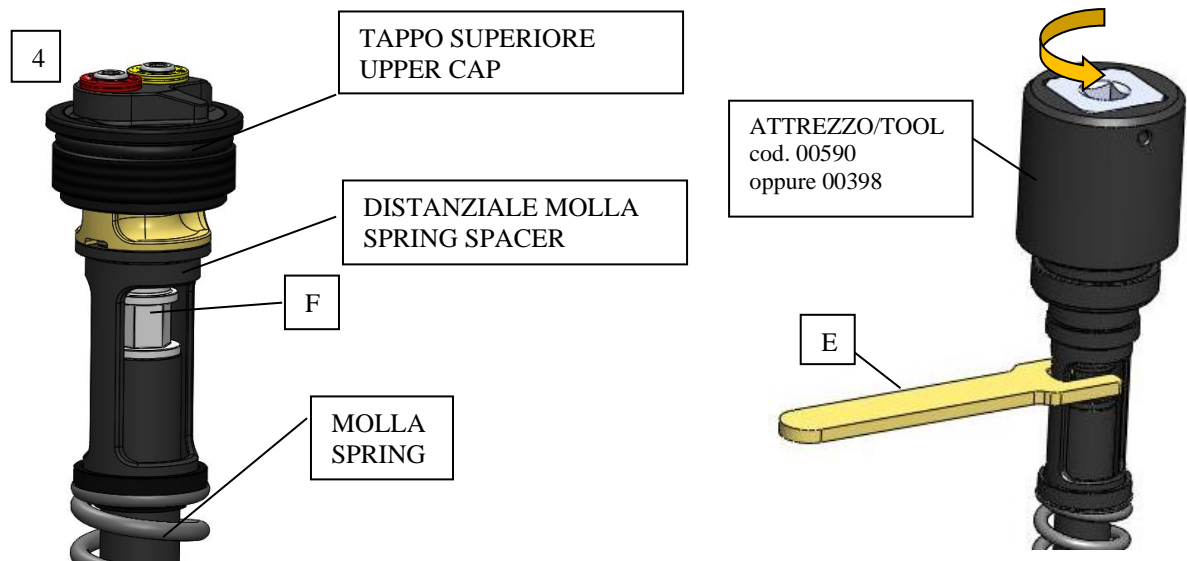 4
TAPPO SUPERIORE
UPPER CAP
DISTANZIALE MOLLA
SPRING SPACER
F
MOLLA
SPRING
ATTREZZO/TOOL
cod. 00590
oppure 00398
E